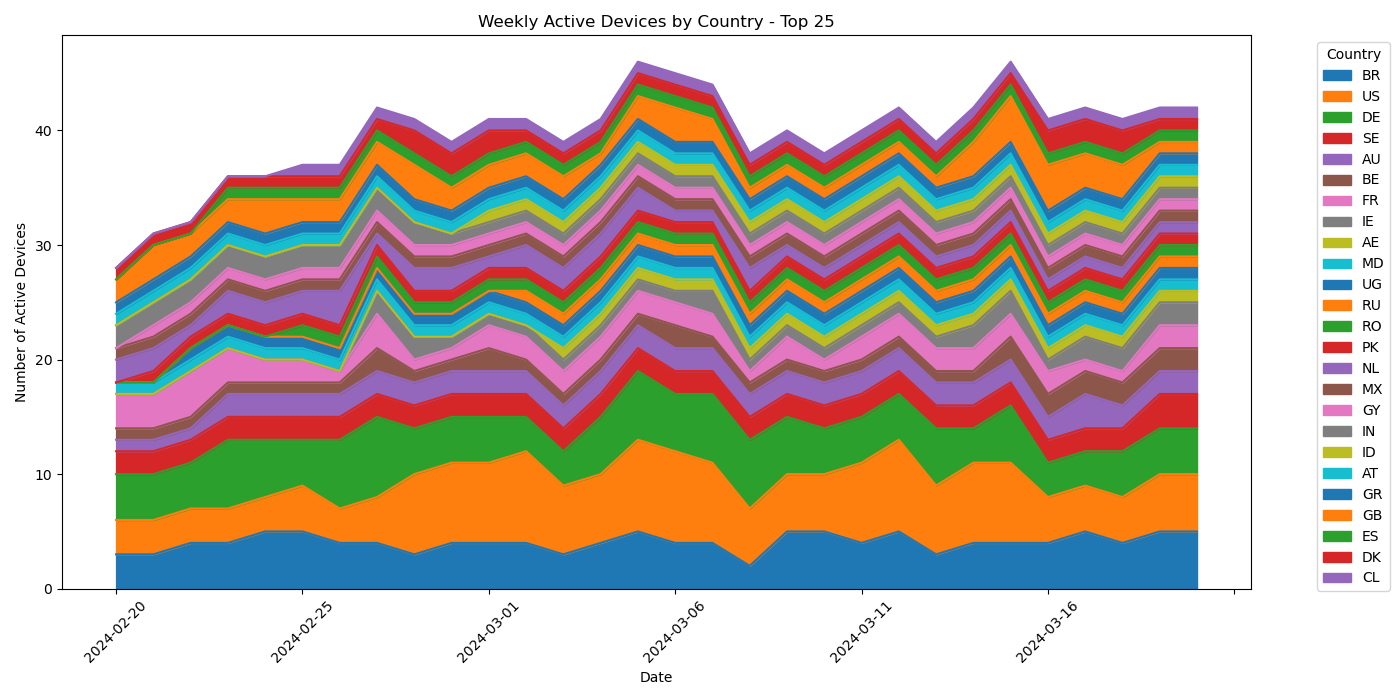 Weekly Active Devices by Country - Top 25
Number of Active Devices
40
30
20
10
0
2024-02-20
2024-02-25
2024-03-01
2024-03-06
2024-03-11
2024-03-16
Date
Country
BR
US
DE
SE
AU
BE
FR
IE
AE
MD
UG
RU
RO
PK
NL
MX
GY
IN
ID
AT
GR
GB
ES
DK
CL